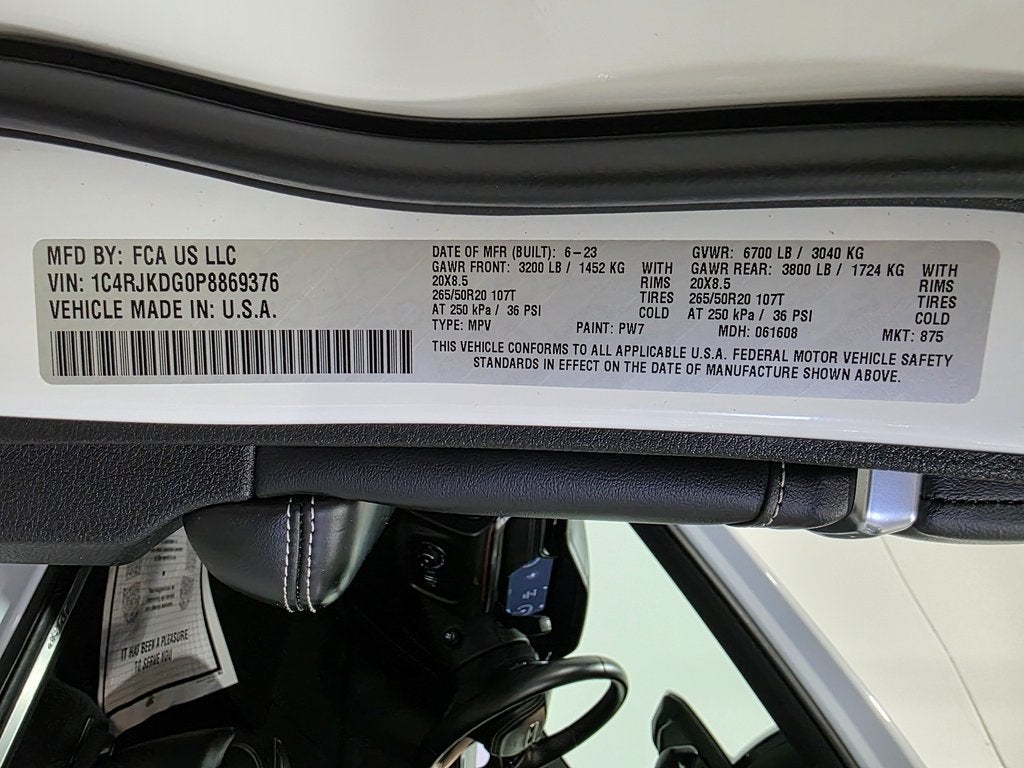 MFD BY: FCA US LLC
VIN: 1C4RJKDG0P8869376
VEHICLE MADE IN: U.S.A.
DATE OF MFR (BUILT): 6-23
GAWR FRONT: 3200 LB / 1452 KG WITH
20X8.5 RIMS
265/50R20 107T TIRES
AT 250 kPa / 36 PSI COLD
TYPE: MPV PAINT: PW7
GVWR: 6700 LB / 3040 KG
GAWR REAR: 3800 LB / 1724 KG WITH
20X8.5 RIMS
265/50R20 107T TIRES
AT 250 kPa / 36 PSI COLD
MDH: 061608 MKT: 875
THIS VEHICLE CONFORMS TO ALL APPLICABLE U.S.A. FEDERAL MOTOR VEHICLE SAFETY
STANDARDS IN EFFECT ON THE DATE OF MANUFACTURE SHOWN ABOVE.
IT HAS BEEN A PLEASURE
TO SERVE YOU